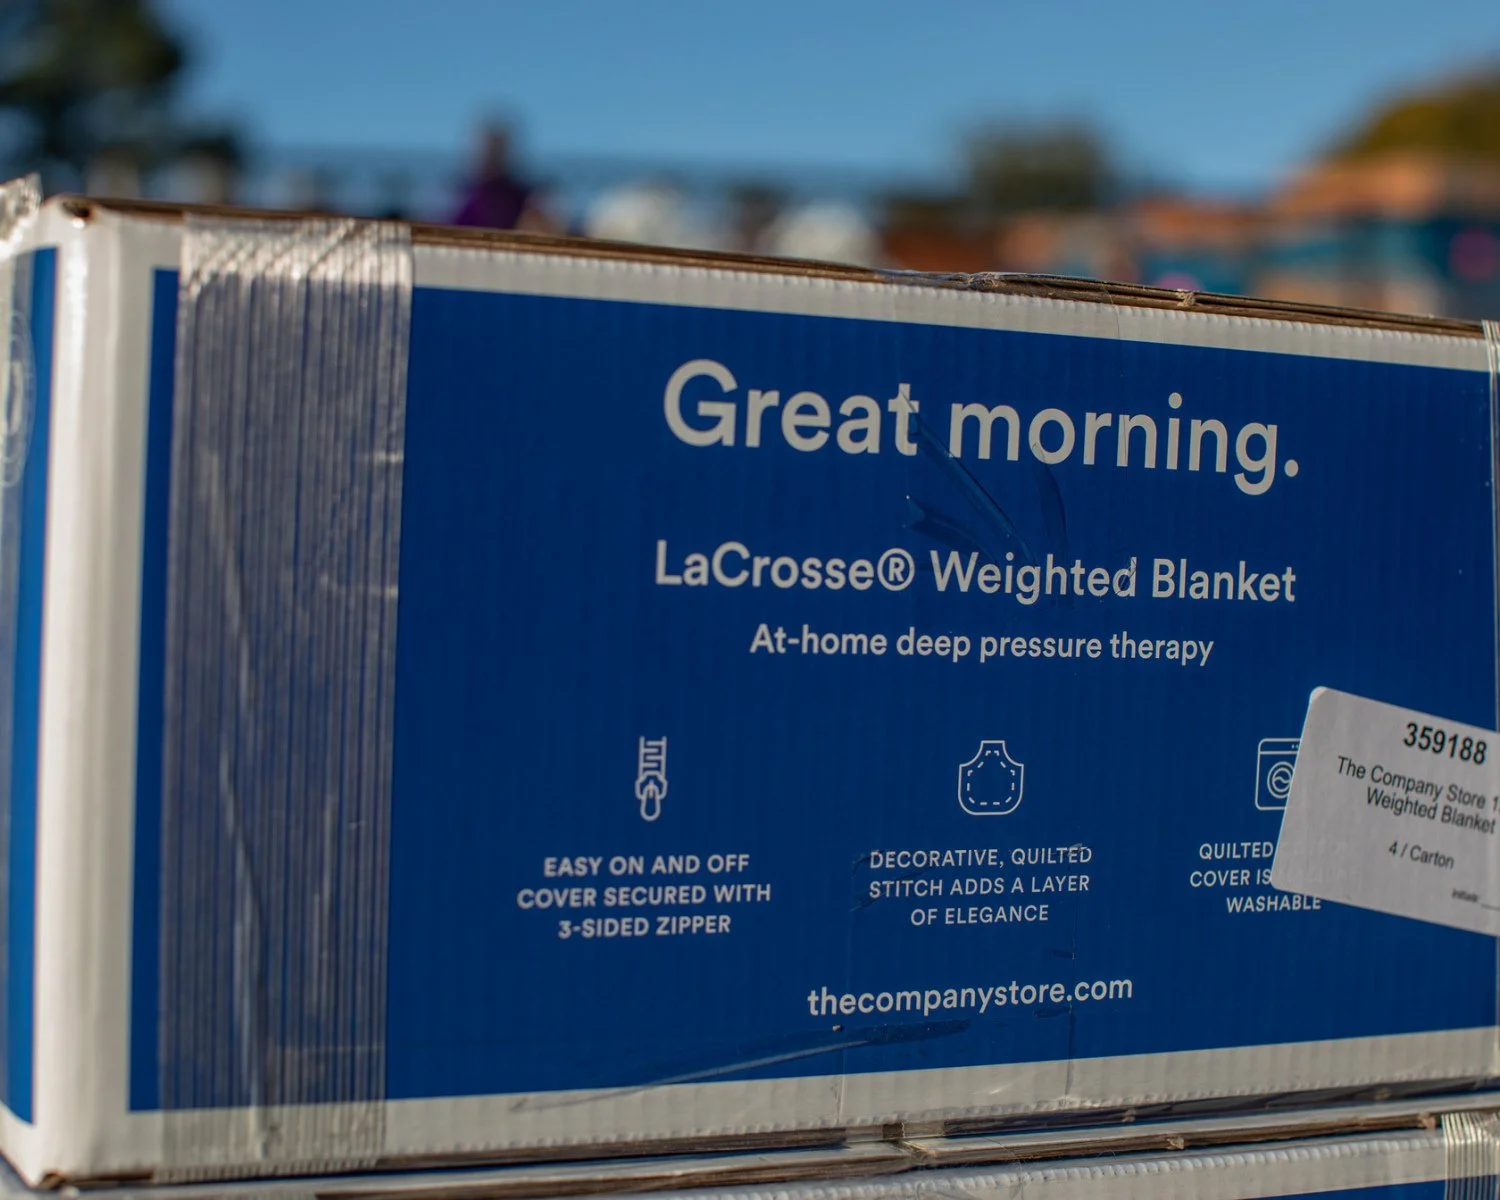 Great morning.
LaCrosse® Weighted Blanket
At-home deep pressure therapy
EASY ON AND OFF
COVER SECURED WITH
3-SIDED ZIPPER
DECORATIVE, QUILTED
STITCH ADDS A LAYER
OF ELEGANCE
QUILTED
COVER IS
WASHABLE
359188
The Company Store
Weighted Blanket
4 / Carton
thecompanystore.com